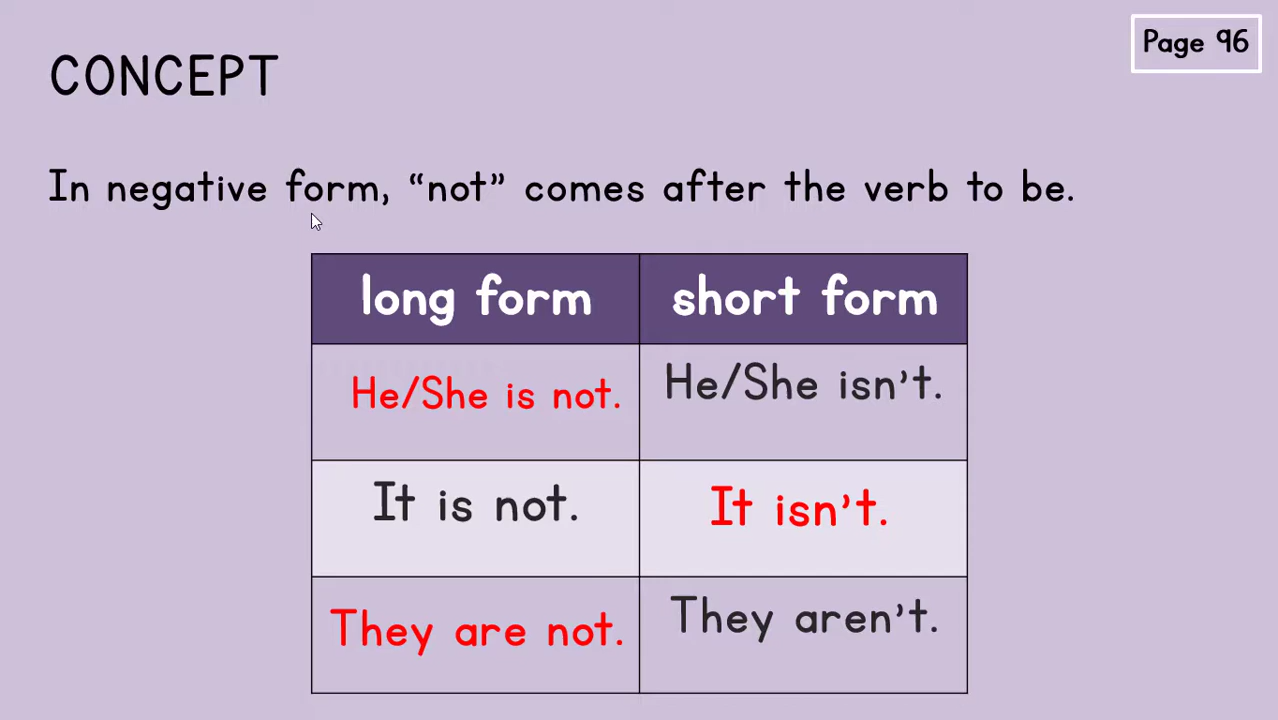 Page 96
CONCEPT
In negative form, “not” comes after the verb to be.
long form
short form
He/She is not.
He/She isn’t.
It is not.
It isn’t.
They are not.
They aren’t.